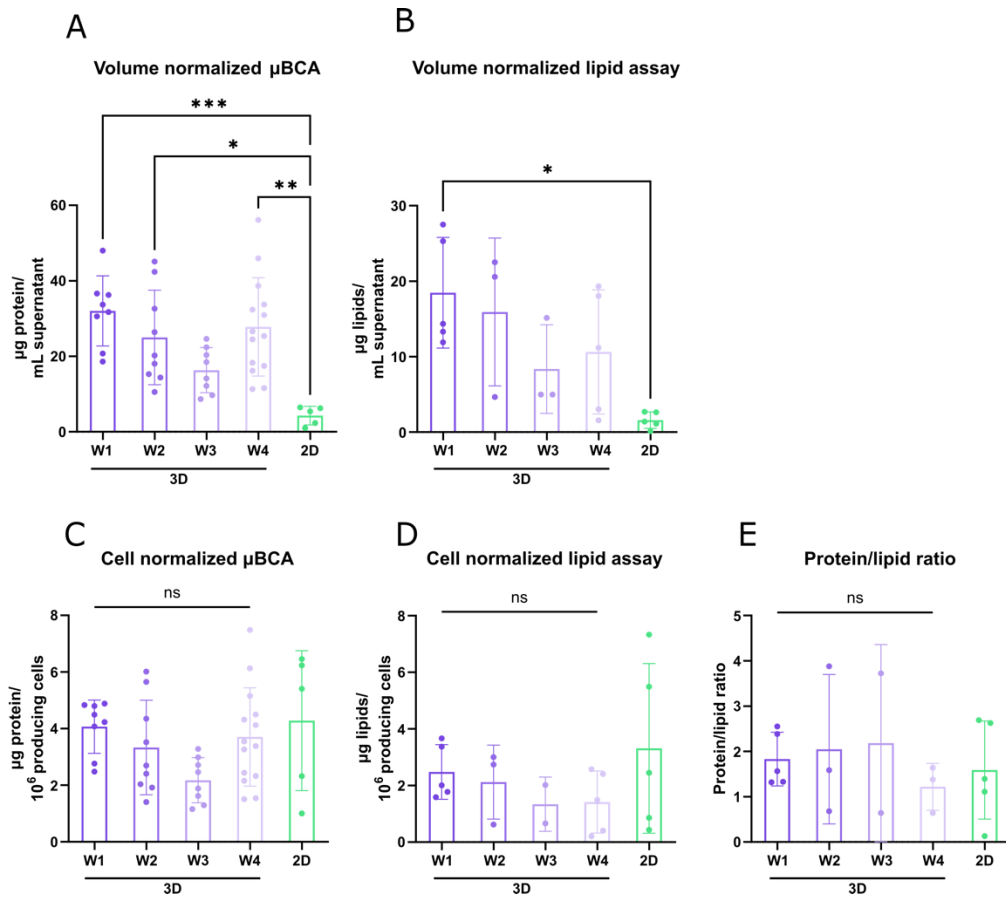 A
Volume normalized µBCA
***
*
**
µg protein/
mL supernatant
60
40
20
0
W1 W2 W3 W4 2D
3D
B
Volume normalized lipid assay
*
µg lipids/
mL supernatant
30
20
10
0
W1 W2 W3 W4 2D
3D
C
Cell normalized µBCA
ns
µg protein/
10⁶ producing cells
8
6
4
2
0
W1 W2 W3 W4 2D
3D
D
Cell normalized lipid assay
ns
µg lipids/
10⁶ producing cells
8
6
4
2
0
W1 W2 W3 W4 2D
3D
E
Protein/lipid ratio
ns
Protein/lipid ratio
5
4
3
2
1
0
W1 W2 W3 W4 2D
3D